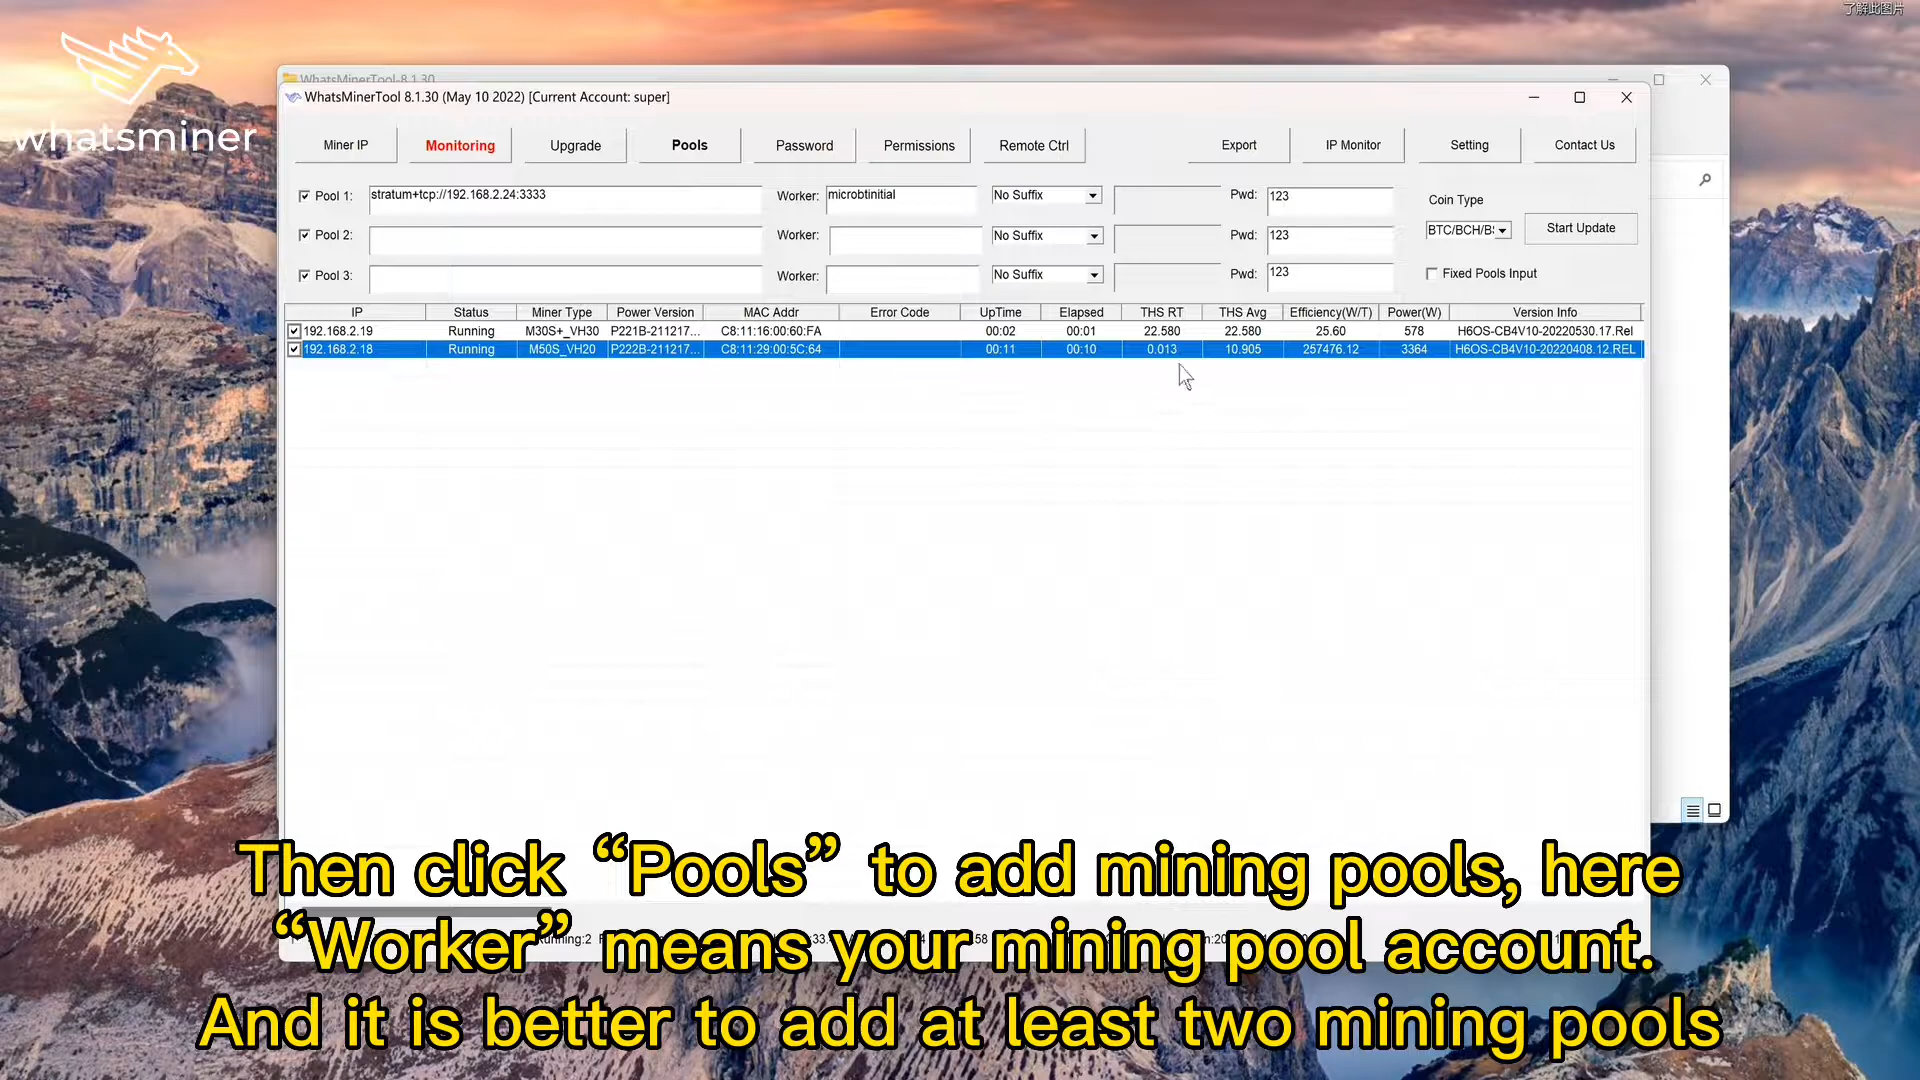 了解此图片
whatsminer
WhatsMinerTool-8.1.30
WhatsMinerTool 8.1.30 (May 10 2022) [Current Account: super]
Miner IP Monitoring Upgrade Pools Password Permissions Remote Ctrl Export IP Monitor Setting Contact Us
Pool 1: stratum+tcp://192.168.2.24:3333 Worker: microbtinitial No Suffix Pwd: 123
Coin Type
Pool 2: Worker: No Suffix Pwd: 123 BTC/BCH/B Start Update
Pool 3: Worker: No Suffix Pwd: 123 Fixed Pools Input
IP Status Miner Type Power Version MAC Addr Error Code UpTime Elapsed THS RT THS Avg Efficiency(W/T) Power(W) Version Info
192.168.2.19 Running M30S+_VH30 P221B-211217... C8:11:16:00:60:FA 00:02 00:01 22.580 22.580 25.60 578 H6OS-CB4V10-20220530.17.Rel
192.168.2.18 Running M50S_VH20 P222B-211217... C8:11:29:00:5C:64 00:11 00:10 0.013 10.905 257476.12 3364 H6OS-CB4V10-20220408.12.REL
Then click “Pools” to add mining pools, here
“Worker” means your mining pool account.
And it is better to add at least two mining pools